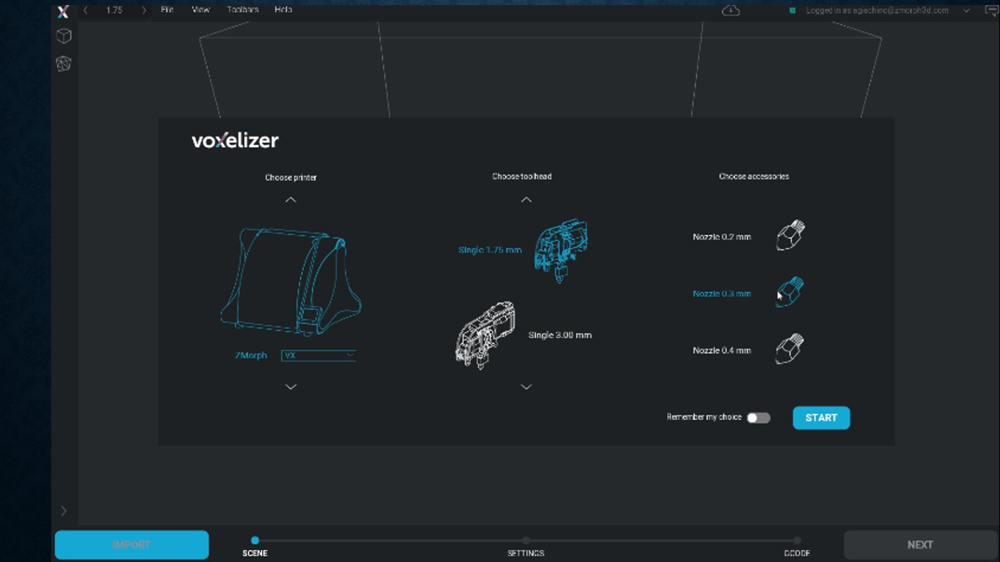 1.75 File View Toolbars Help Logged in as agiachino@zmorph3d.com
voxelizer
Choose printer
Choose toolhead
Choose accessories
Single 1.75 mm
Single 3.00 mm
Nozzle 0.2 mm
Nozzle 0.3 mm
Nozzle 0.4 mm
ZMorph VX
Remember my choice
START
IMPORT
SCENE
SETTINGS
GCODE
NEXT